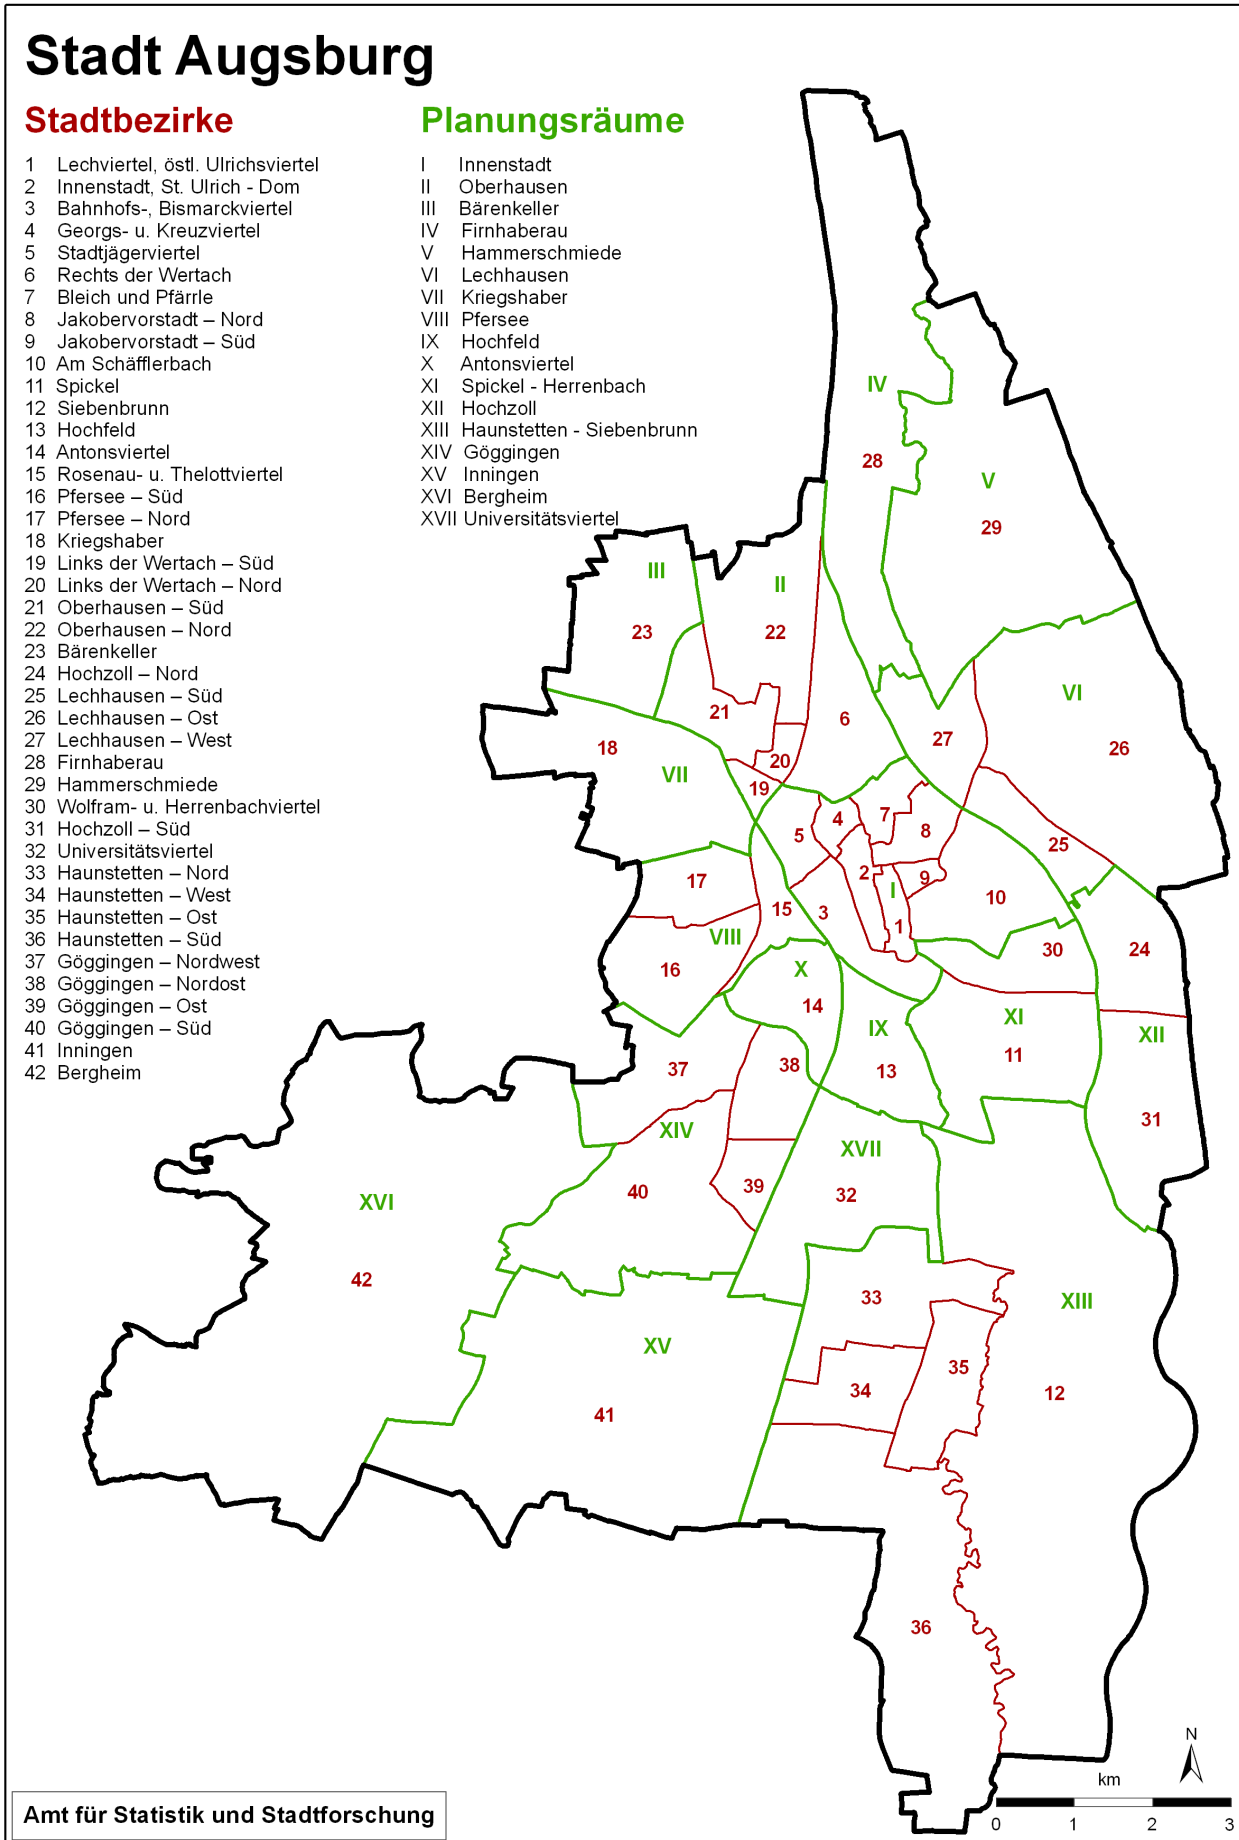 Stadt Augsburg
Stadtbezirke
1 Lechviertel, östl. Ulrichsviertel
2 Innenstadt, St. Ulrich - Dom
3 Bahnhofs-, Bismarckviertel
4 Georgs- u. Kreuzviertel
5 Stadtjägerviertel
6 Rechts der Wertach
7 Bleich und Pfärrle
8 Jakobervorstadt – Nord
9 Jakobervorstadt – Süd
10 Am Schäfflerbach
11 Spickel
12 Siebenbrunn
13 Hochfeld
14 Antonsviertel
15 Rosenau- u. Thelottviertel
16 Pfersee – Süd
17 Pfersee – Nord
18 Kriegshaber
19 Links der Wertach – Süd
20 Links der Wertach – Nord
21 Oberhausen – Süd
22 Oberhausen – Nord
23 Bärenkeller
24 Hochzoll – Nord
25 Lechhausen – Süd
26 Lechhausen – Ost
27 Lechhausen – West
28 Firnhaberau
29 Hammerschmiede
30 Wolfram- u. Herrenbachviertel
31 Hochzoll – Süd
32 Universitätsviertel
33 Haunstetten – Nord
34 Haunstetten – West
35 Haunstetten – Ost
36 Haunstetten – Süd
37 Göggingen – Nordwest
38 Göggingen – Nordost
39 Göggingen – Ost
40 Göggingen – Süd
41 Inningen
42 Bergheim
Planungsräume
I Innenstadt
II Oberhausen
III Bärenkeller
IV Firnhaberau
V Hammerschmiede
VI Lechhausen
VII Kriegshaber
VIII Pfersee
IX Hochfeld
X Antonsviertel
XI Spickel - Herrenbach
XII Hochzoll
XIII Haunstetten - Siebenbrunn
XIV Göggingen
XV Inningen
XVI Bergheim
XVII Universitätsviertel
IV
28
V
29
III
II
23
22
VI
21
6
27
18
26
VII
20
19
4
7
5
8
25
2
17
9
I
10
15
3
1
VIII
30
24
16
X
14
XI
IX
XII
11
37
38
13
31
XIV
XVII
39
40
32
XVI
42
33
XIII
XV
35
34
12
41
36
N
km
0 1 2 3
Amt für Statistik und Stadtforschung